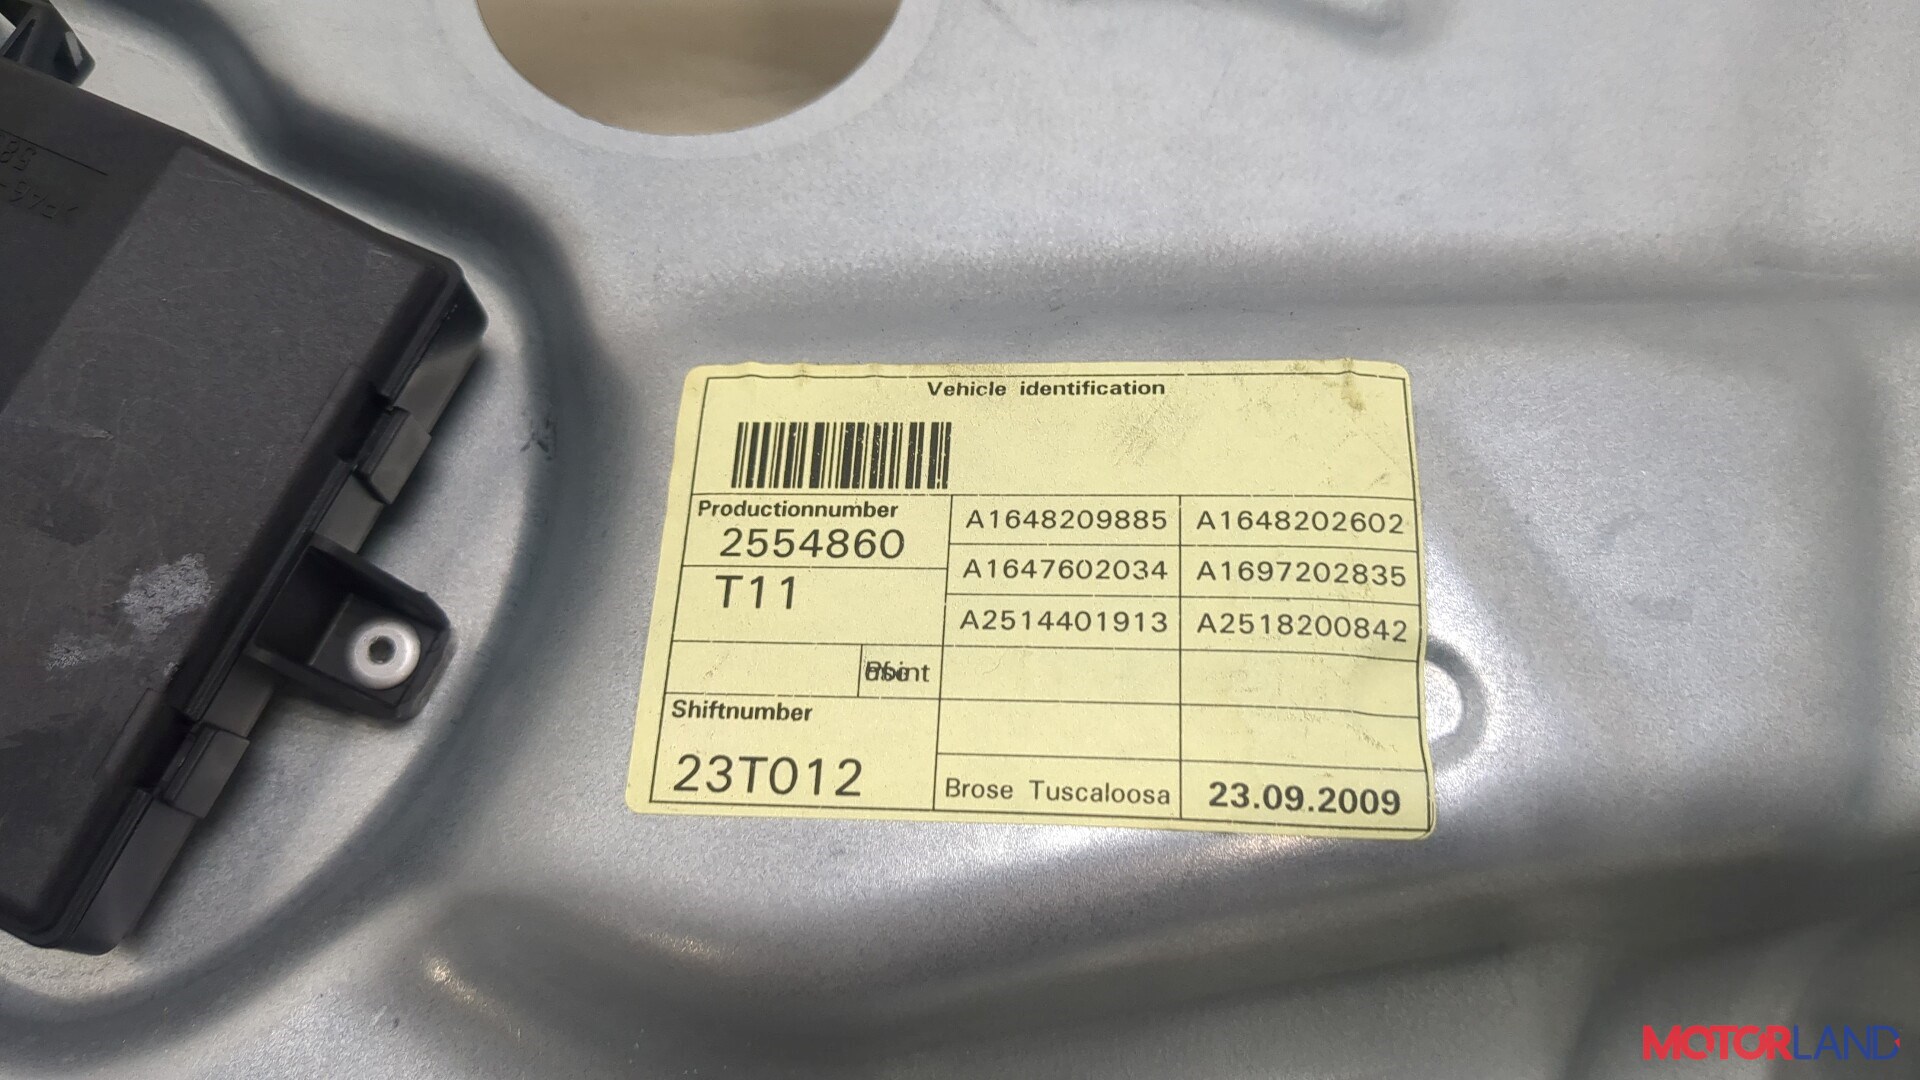 Vehicle identification
Productionnumber
2554860
T11
A1648209885 A1648202602
A1647602034 A1697202835
A2514401913 A2518200842
Shiftnumber
23T012
Brose Tuscaloosa 23.09.2009
MOTORLAND